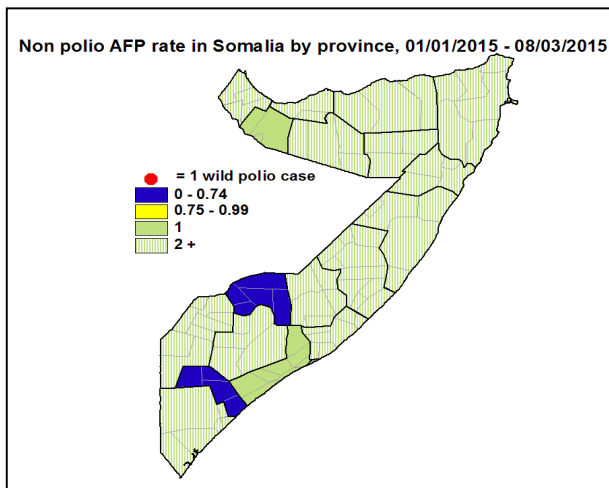 Non polio AFP rate in Somalia by province, 01/01/2015 - 08/03/2015
= 1 wild polio case
0 - 0.74
0.75 - 0.99
1
2 +